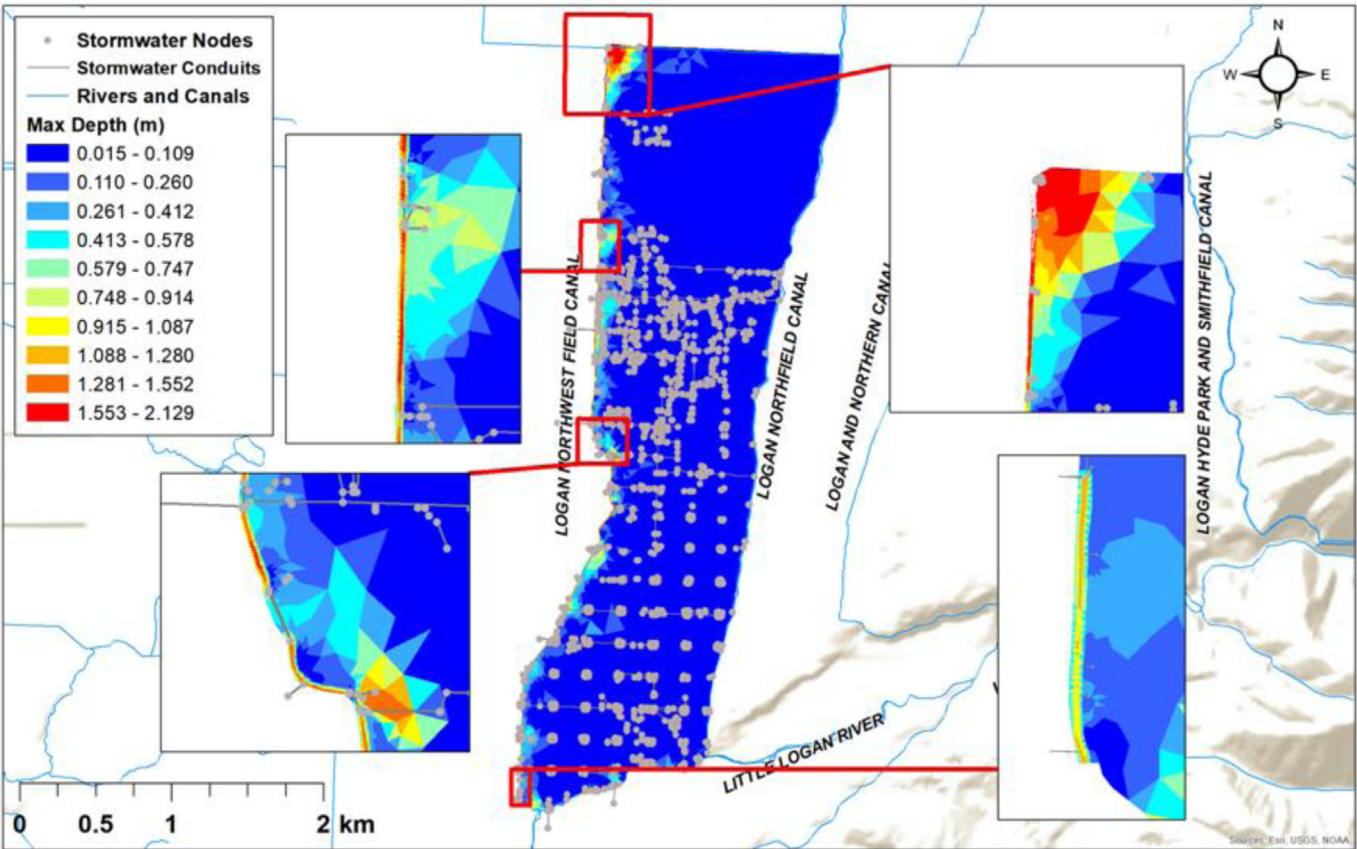 Stormwater Nodes
Stormwater Conduits
Rivers and Canals
Max Depth (m)
0.015 - 0.109
0.110 - 0.260
0.261 - 0.412
0.413 - 0.578
0.579 - 0.747
0.748 - 0.914
0.915 - 1.087
1.088 - 1.280
1.281 - 1.552
1.553 - 2.129
N
W
E
S
LOGAN NORTHWEST FIELD CANAL
LOGAN NORTHFIELD CANAL
LOGAN AND NORTHERN CANAL
LOGAN HYDE PARK AND SMITHFIELD CANAL
LITTLE LOGAN RIVER
0 0.5 1 2 km
Sources: Esri, USGS, NOAA